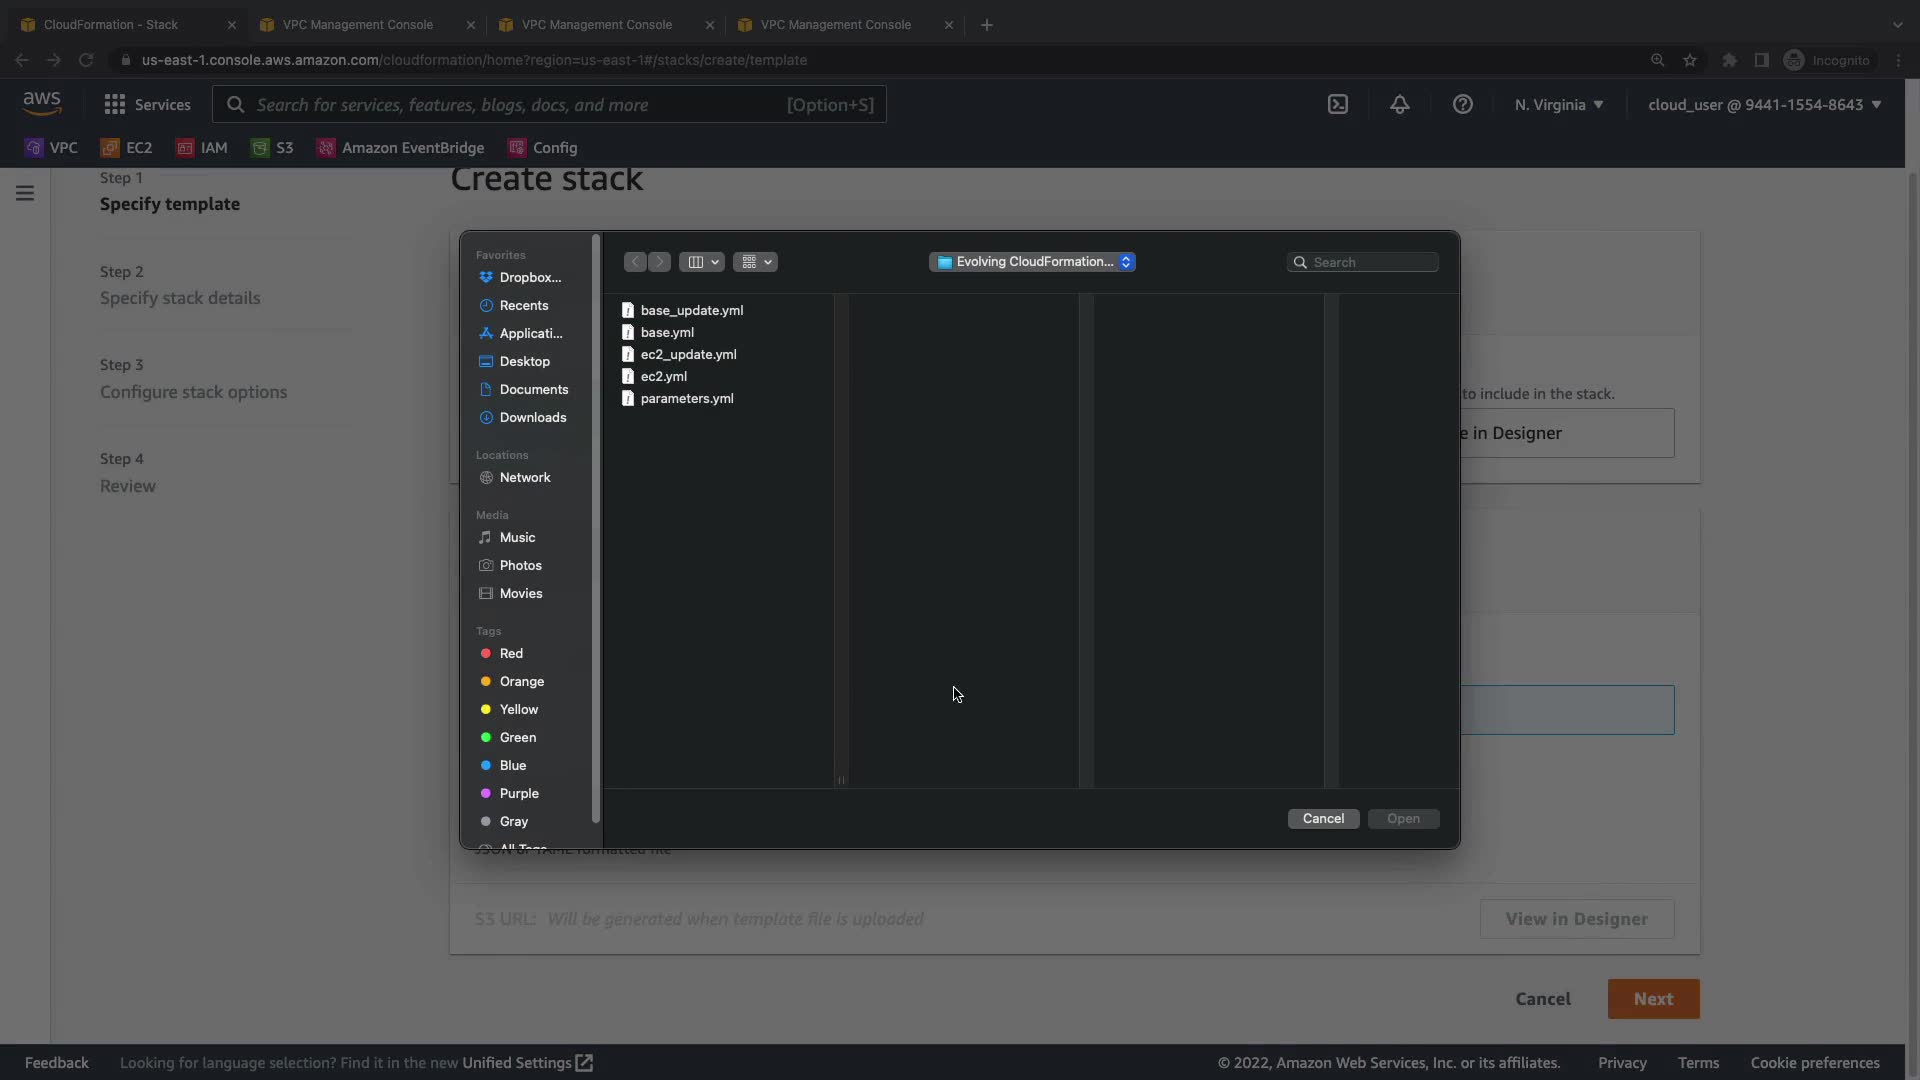 CloudFormation - Stack
VPC Management Console
VPC Management Console
VPC Management Console
us-east-1.console.aws.amazon.com/cloudformation/home?region=us-east-1#/stacks/create/template
Incognito
aws
Services
Search for services, features, blogs, docs, and more
[Option+S]
N. Virginia
cloud_user @ 9441-1554-8643
VPC
EC2
IAM
S3
Amazon EventBridge
Config
Step 1
Specify template
Step 2
Specify stack details
Step 3
Configure stack options
Step 4
Review
Create stack
Favorites
Dropbox...
Recents
Applicati...
Desktop
Documents
Downloads
Locations
Network
Media
Music
Photos
Movies
Tags
Red
Orange
Yellow
Green
Blue
Purple
Gray
All Tags
Evolving CloudFormation...
Search
base_update.yml
base.yml
ec2_update.yml
ec2.yml
parameters.yml
Cancel
Open
to include in the stack.
e in Designer
JSON or YAML formatted file
S3 URL: Will be generated when template file is uploaded
View in Designer
Cancel
Next
Feedback
Looking for language selection? Find it in the new Unified Settings
© 2022, Amazon Web Services, Inc. or its affiliates.
Privacy
Terms
Cookie preferences